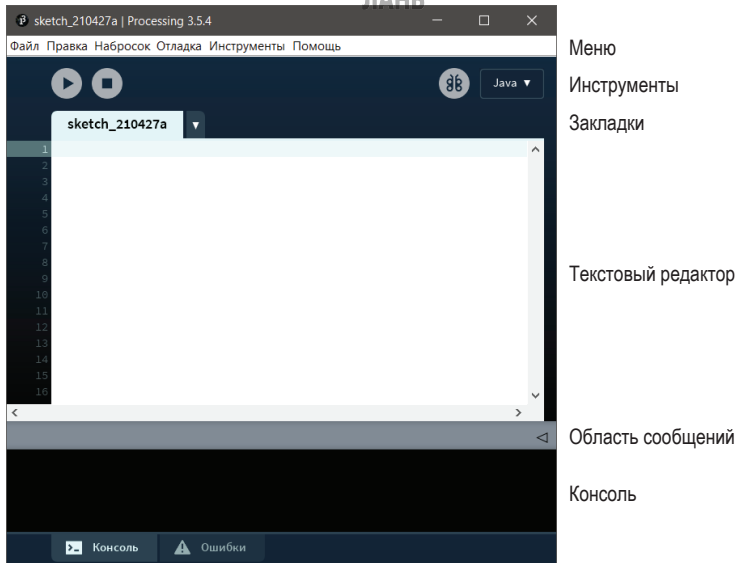 ЛАНЬ
sketch_210427a | Processing 3.5.4
Файл Правка Набросок Отладка Инструменты Помощь
Меню
Java ▼
Инструменты
sketch_210427a ▼
Закладки
1
2
3
4
5
6
7
8
9
10
11
12
13
14
15
16
Текстовый редактор
Область сообщений
Консоль
Консоль Ошибки